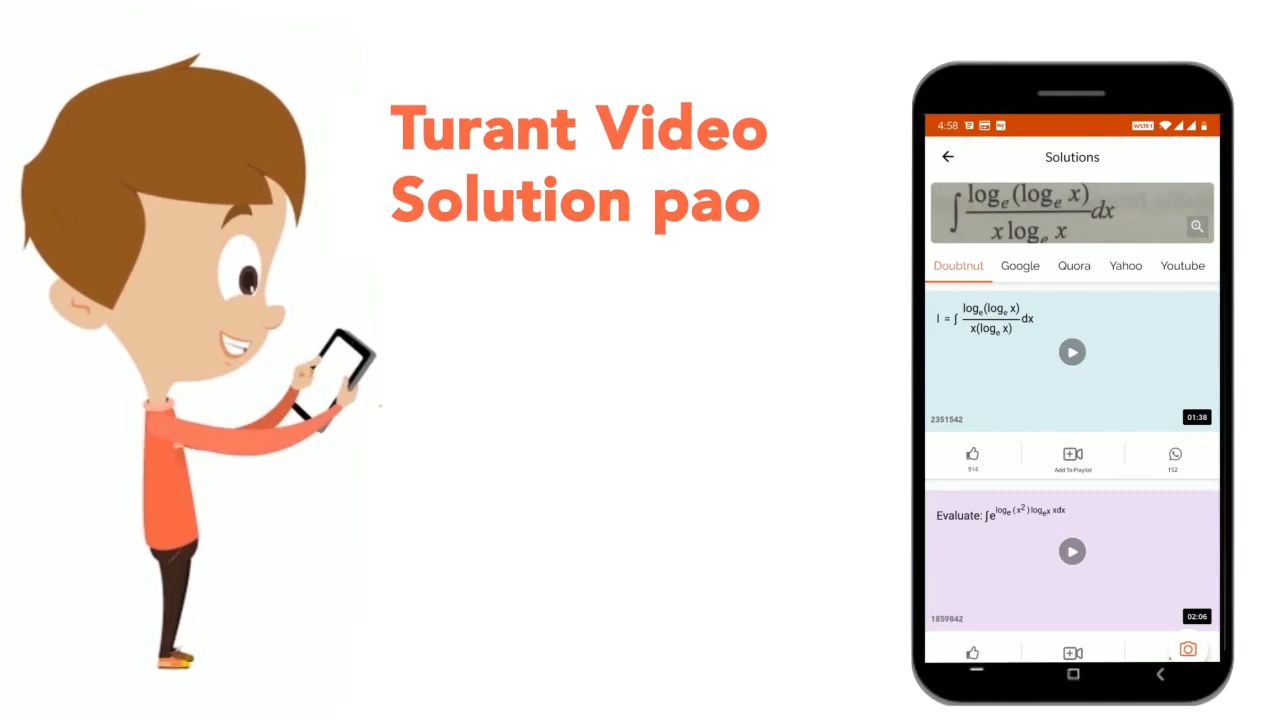 Turant Video
Solution pao
4:58
VoLTE
Solutions
∫ logₑ(logₑ x) / x logₑ x dx
Doubtnut Google Quora Yahoo Youtube
I = ∫ logₑ(logₑ x) / x(logₑ x) dx
2351542 01:38
914 Add To Playlist 152
Evaluate: ∫e^logₑ(x²)logₑx xdx
1859842 02:06